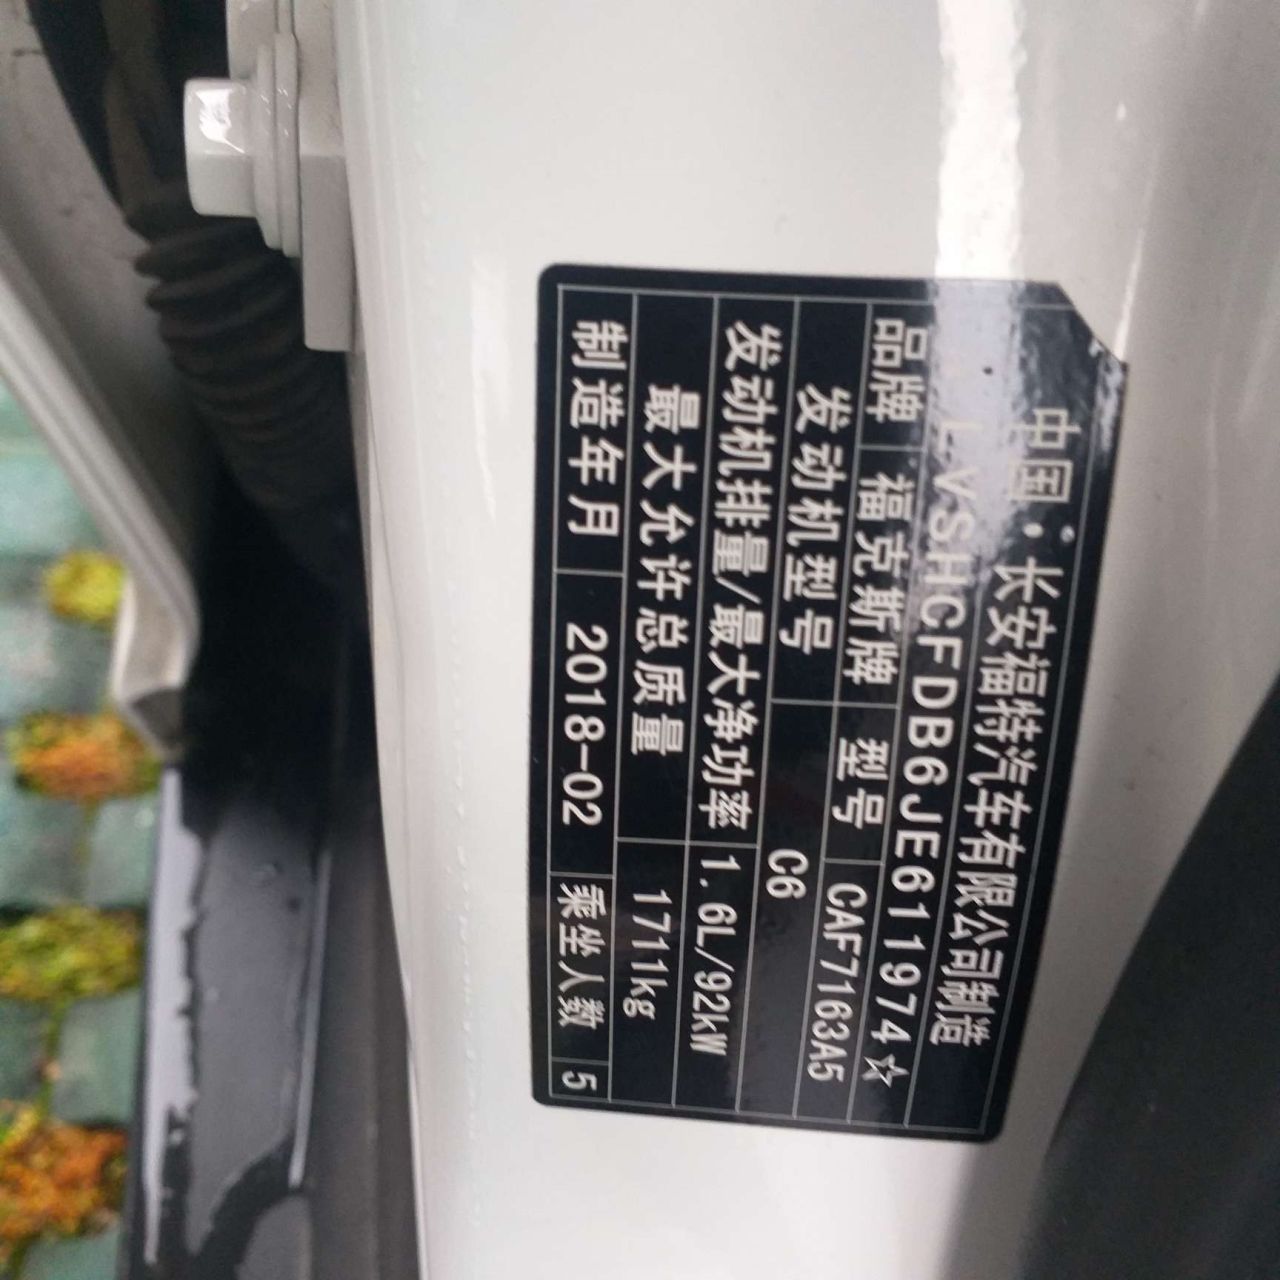 中国·长安福特汽车有限公司制造
LVSHCFDB6JE611974☆
品牌 福克斯牌 型号 CAF7163A5
发动机型号 C6
发动机排量/最大净功率 1.6L/92kW
最大允许总质量 1711kg
制造年月 2018-02 乘坐人数 5